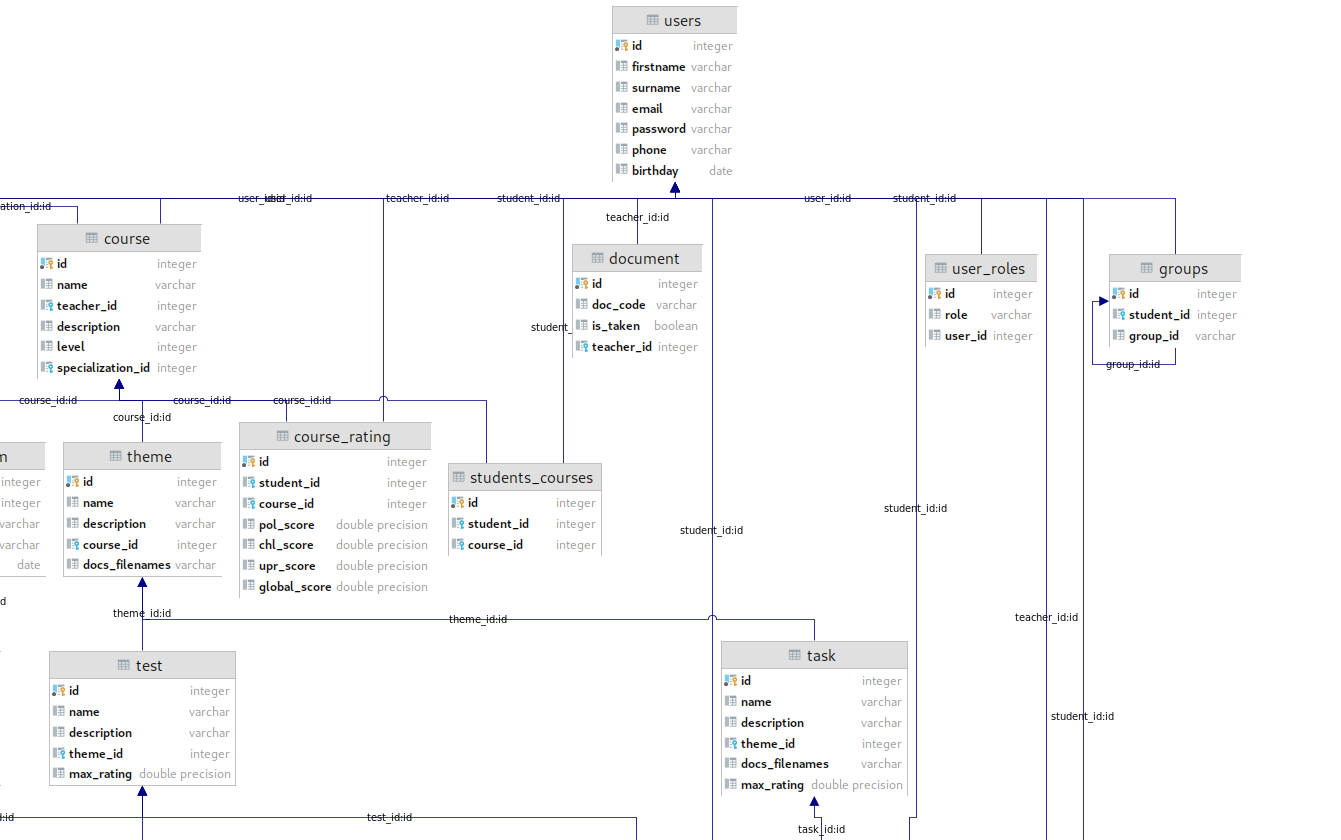 users
id integer
firstname varchar
surname varchar
email varchar
password varchar
phone varchar
birthday date
user_id:id
teacher_id:id
student_id:id
user_id:id
student_id:id
ation_id:id
teacher_id:id
course
id integer
name varchar
teacher_id integer
description varchar
level integer
specialization_id integer
document
id integer
doc_code varchar
is_taken boolean
teacher_id integer
student_
user_roles
id integer
role varchar
user_id integer
groups
id integer
student_id integer
group_id varchar
group_id:id
course_id:id
course_id:id
course_id:id
course_id:id
m
integer
integer
varchar
varchar
date
theme
id integer
name varchar
description varchar
course_id integer
docs_filenames varchar
course_rating
id integer
student_id integer
course_id integer
pol_score double precision
chl_score double precision
upr_score double precision
global_score double precision
students_courses
id integer
student_id integer
course_id integer
student_id:id
student_id:id
d
theme_id:id
theme_id:id
teacher_id:id
test
id integer
name varchar
description varchar
theme_id integer
max_rating double precision
task
id integer
name varchar
description varchar
theme_id integer
docs_filenames varchar
max_rating double precision
student_id:id
d:id
test_id:id
task_id:id